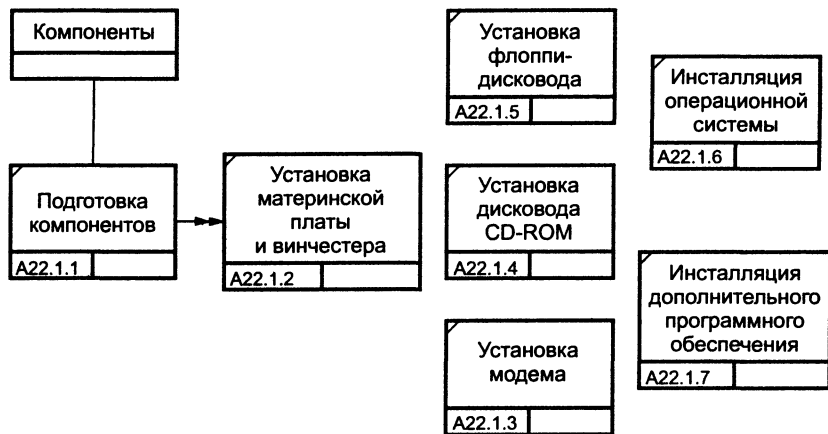 Компоненты
Подготовка
компонентов
A22.1.1
Установка
материнской
платы
и винчестера
A22.1.2
Установка
флоппи-
дисковода
A22.1.5
Установка
дисковода
CD-ROM
A22.1.4
Установка
модема
A22.1.3
Инсталляция
операционной
системы
A22.1.6
Инсталляция
дополнительного
программного
обеспечения
A22.1.7